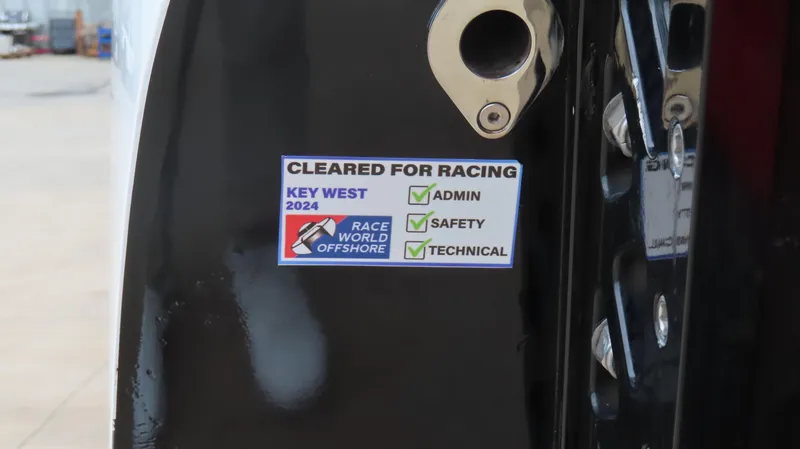 CLEARED FOR RACING
KEY WEST
2024
RACE
WORLD
OFFSHORE
ADMIN
SAFETY
TECHNICAL